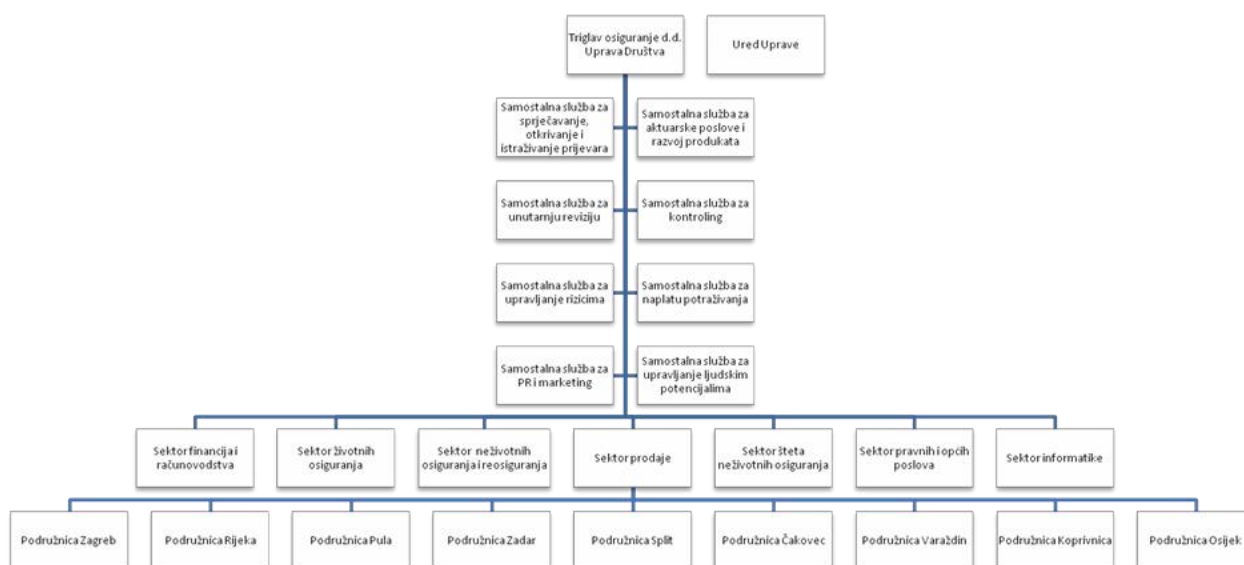 Triglav osiguranje d.d.
Uprava Društva
Ured Uprave
Samostalna služba za
sprječavanje,
otkrivanje i
istraživanje prijevara
Samostalna služba za
aktuarske poslove i
razvoj produkata
Samostalna služba za
unutarnju reviziju
Samostalna služba za
kontroling
Samostalna služba za
upravljanje rizicima
Samostalna služba za
naplatu potraživanja
Samostalna služba za
PR i marketing
Samostalna služba za
upravljanje ljudskim
potencijalima
Sektor financija i
računovodstva
Sektor životnih
osiguranja
Sektor neživotnih
osiguranja i reosiguranja
Sektor prodaje
Sektor šteta
neživotnih osiguranja
Sektor pravnih i općih
poslova
Sektor informatike
Podružnica Zagreb
Podružnica Rijeka
Podružnica Pula
Podružnica Zadar
Podružnica Split
Podružnica Čakovec
Podružnica Varaždin
Podružnica Koprivnica
Podružnica Osijek